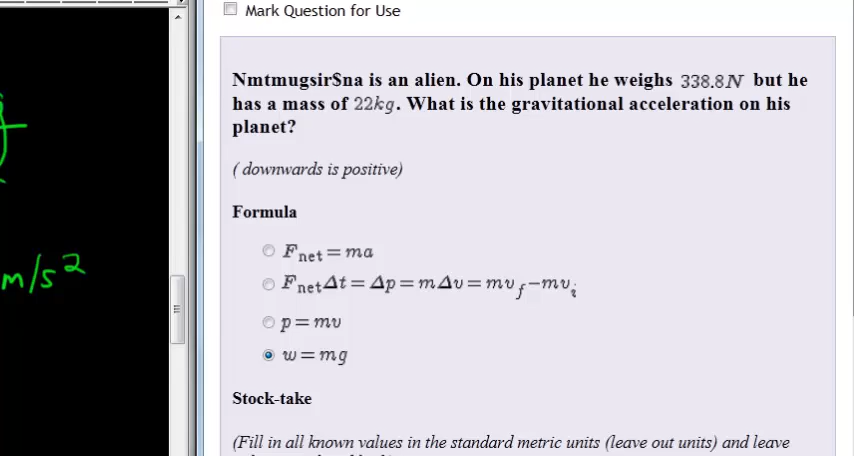 Mark Question for Use
Nmtmugsir$na is an alien. On his planet he weighs 338.8N but he
has a mass of 22kg. What is the gravitational acceleration on his
planet?
( downwards is positive)
Formula
F_net = ma
F_net Δt = Δp = mΔv = mv_f − mv_i
p = mv
w = mg
m/s²
Stock-take
(Fill in all known values in the standard metric units (leave out units) and leave